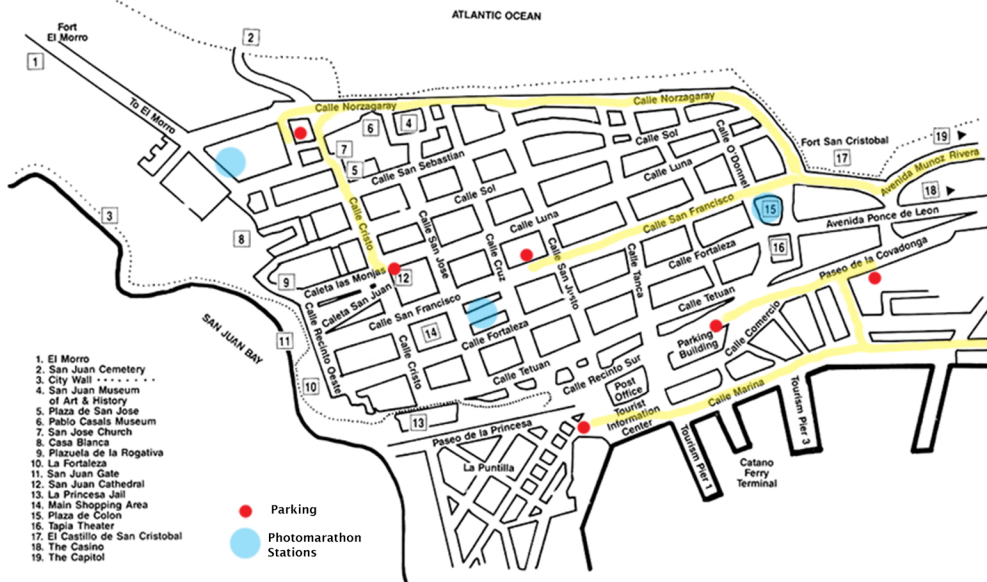 ATLANTIC OCEAN
Fort
El Morro
1
2
To El Morro
Calle Norzagaray
Calle Norzagaray
6
4
7
5
Calle San Sebastian
Calle Sol
Calle Sol
Calle Luna
Calle Luna
Calle O'Donnel
Fort San Cristobal
17
19
Avenida Munoz Rivera
18
3
8
9
Calle Cristo
Calle San Jose
Calle Cruz
Calle San Jvsto
Calle Tanca
Calle San Francisco
15
Avenida Ponce de Leon
16
Calle Fortaleza
Paseo de la Covadonga
Caleta las Monjas
12
Caleta San Juan
Calle San Francisco
14
Calle Fortaleza
Calle Tetuan
Calle Tetuan
Parking
Building
Calle Comercio
SAN JUAN BAY
11
10
Calle Recinto Oeste
Calle Cristo
Calle Recinto Sur
Post
Office
Calle Marina
13
Tourist
Information
Center
Paseo de la Princesa
La Puntilla
Tourism Pier 1
Catano
Ferry
Terminal
Tourism Pier 3
1. El Morro
2. San Juan Cemetery
3. City Wall ········
4. San Juan Museum
of Art & History
5. Plaza de San Jose
6. Pablo Casals Museum
7. San Jose Church
8. Casa Blanca
9. Plazuela de la Rogativa
10. La Fortaleza
11. San Juan Gate
12. San Juan Cathedral
13. La Princesa Jail
14. Main Shopping Area
15. Plaza de Colon
16. Tapia Theater
17. El Castillo de San Cristobal
18. The Casino
19. The Capitol
Parking
Photomarathon
Stations